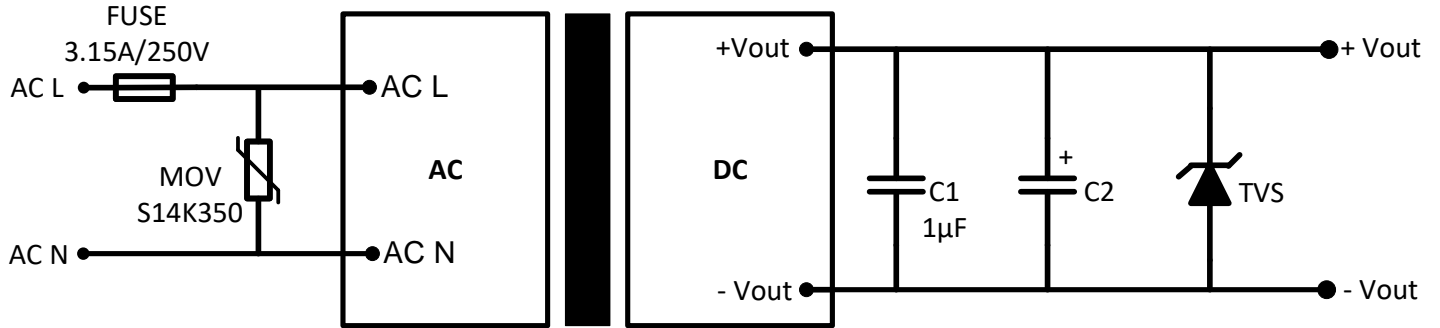 FUSE
3.15A/250V
AC L
AC L
MOV
S14K350
AC N
AC N
AC
DC
+Vout
- Vout
C1
1µF
+
C2
TVS
+ Vout
- Vout